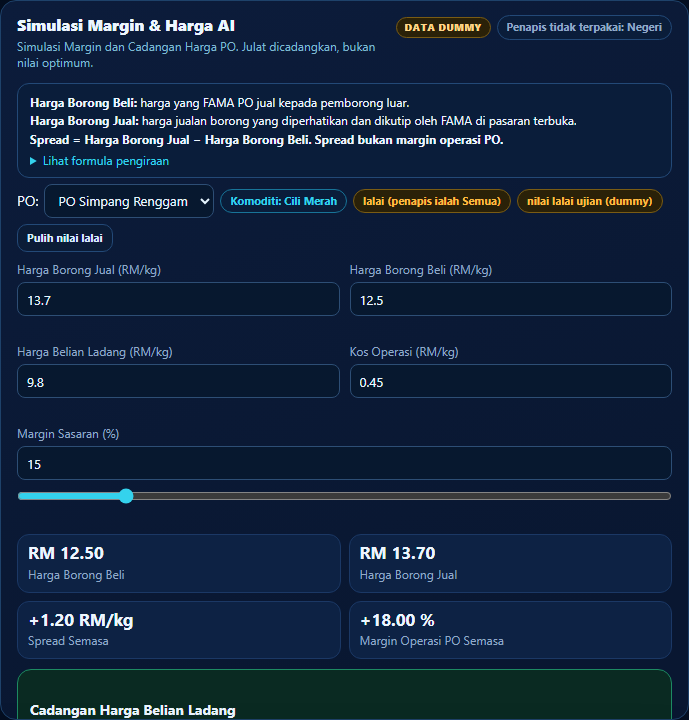 Simulasi Margin & Harga AI
DATA DUMMY
Penapis tidak terpakai: Negeri
Simulasi Margin dan Cadangan Harga PO. Julat dicadangkan, bukan
nilai optimum.
Harga Borong Beli: harga yang FAMA PO jual kepada pemborong luar.
Harga Borong Jual: harga jualan borong yang diperhatikan dan dikutip oleh FAMA di pasaran terbuka.
Spread = Harga Borong Jual − Harga Borong Beli. Spread bukan margin operasi PO.
▶ Lihat formula pengiraan
PO: PO Simpang Renggam
Komoditi: Cili Merah
lalai (penapis ialah Semua)
nilai lalai ujian (dummy)
Pulih nilai lalai
Harga Borong Jual (RM/kg)
Harga Borong Beli (RM/kg)
13.7
12.5
Harga Belian Ladang (RM/kg)
Kos Operasi (RM/kg)
9.8
0.45
Margin Sasaran (%)
15
RM 12.50
Harga Borong Beli
RM 13.70
Harga Borong Jual
+1.20 RM/kg
Spread Semasa
+18.00 %
Margin Operasi PO Semasa
Cadangan Harga Belian Ladang